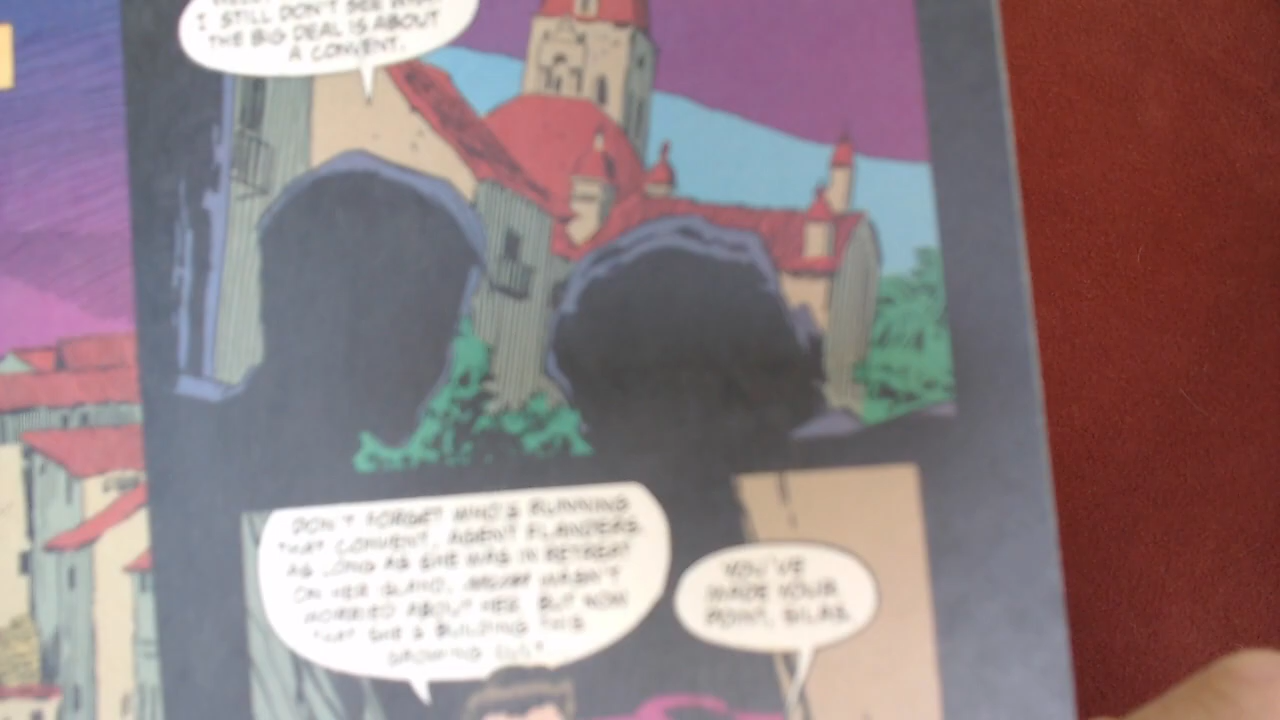 I STILL DON'T SEE WHAT
THE BIG DEAL IS ABOUT
A CONVENT.
DON'T FORGET WHO'S RUNNING
THAT CONVENT, AGENT FLANDERS.
AS LONG AS SHE WAS IN RETREAT
ON HER ISLAND, WASN'T
WORRIED ABOUT HER. BUT NOW
THAT SHE'S BUILDING THIS
GROWING
YOU'VE
MADE YOUR
POINT, SILAS.